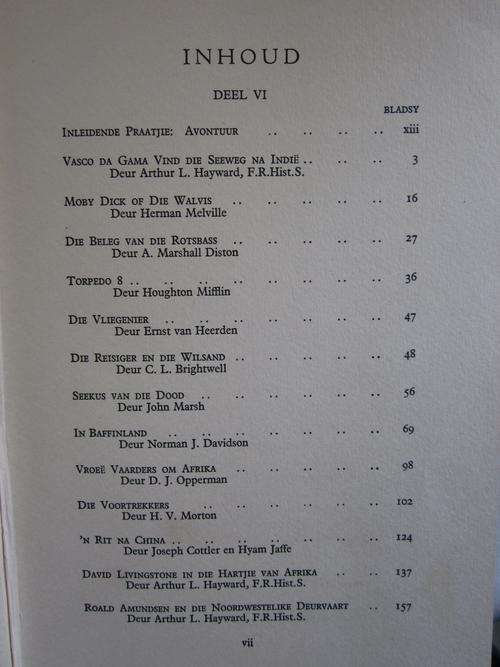 INHOUD
DEEL VI
BLADSY
INLEIDENDE PRAATJIE: AVONTUUR .. .. .. .. xiii
VASCO DA GAMA VIND DIE SEEWEG NA INDIË .. .. .. 3
Deur Arthur L. Hayward, F.R.Hist.S.
MOBY DICK OF DIE WALVIS .. .. .. .. .. 16
Deur Herman Melville
DIE BELEG VAN DIE ROTSBASS .. .. .. .. .. 27
Deur A. Marshall Diston
TORPEDO 8 .. .. .. .. .. .. .. 36
Deur Houghton Mifflin
DIE VLIEGENIER .. .. .. .. .. .. 47
Deur Ernst van Heerden
DIE REISIGER EN DIE WILSAND .. .. .. .. .. 48
Deur C. L. Brightwell
SEEKUS VAN DIE DOOD .. .. .. .. .. .. 56
Deur John Marsh
IN BAFFINLAND .. .. .. .. .. .. .. 69
Deur Norman J. Davidson
VROEË VAARDERS OM AFRIKA .. .. .. .. .. 98
Deur D. J. Opperman
DIE VOORTREKKERS .. .. .. .. .. .. 102
Deur H. V. Morton
'N RIT NA CHINA .. .. .. .. .. .. .. 124
Deur Joseph Cottler en Hyam Jaffe
DAVID LIVINGSTONE IN DIE HARTJIE VAN AFRIKA .. .. 137
Deur Arthur L. Hayward, F.R.Hist.S.
ROALD AMUNDSEN EN DIE NOORDWESTELIKE DEURVAART .. 157
Deur Arthur L. Hayward, F.R.Hist.S.
vii